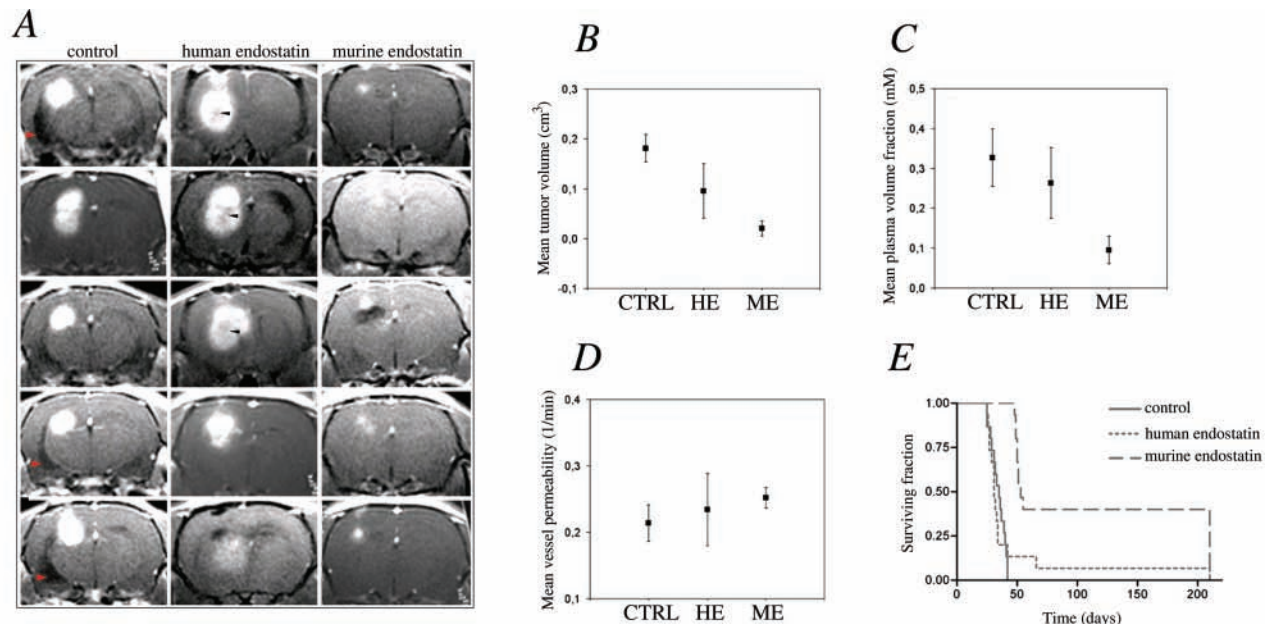 A
control
human endostatin
murine endostatin
B
Mean tumor volume (cm³)
0,3
0,2
0,1
0,0
-0,1
CTRL HE ME
C
Mean plasma volume fraction (mM)
0,5
0,4
0,3
0,2
0,1
0,0
CTRL HE ME
D
Mean vessel permeability (1/min)
0,4
0,3
0,2
0,1
CTRL HE ME
E
Surviving fraction
1.00
0.75
0.50
0.25
0.00
0 50 100 150 200
Time (days)
control
human endostatin
murine endostatin